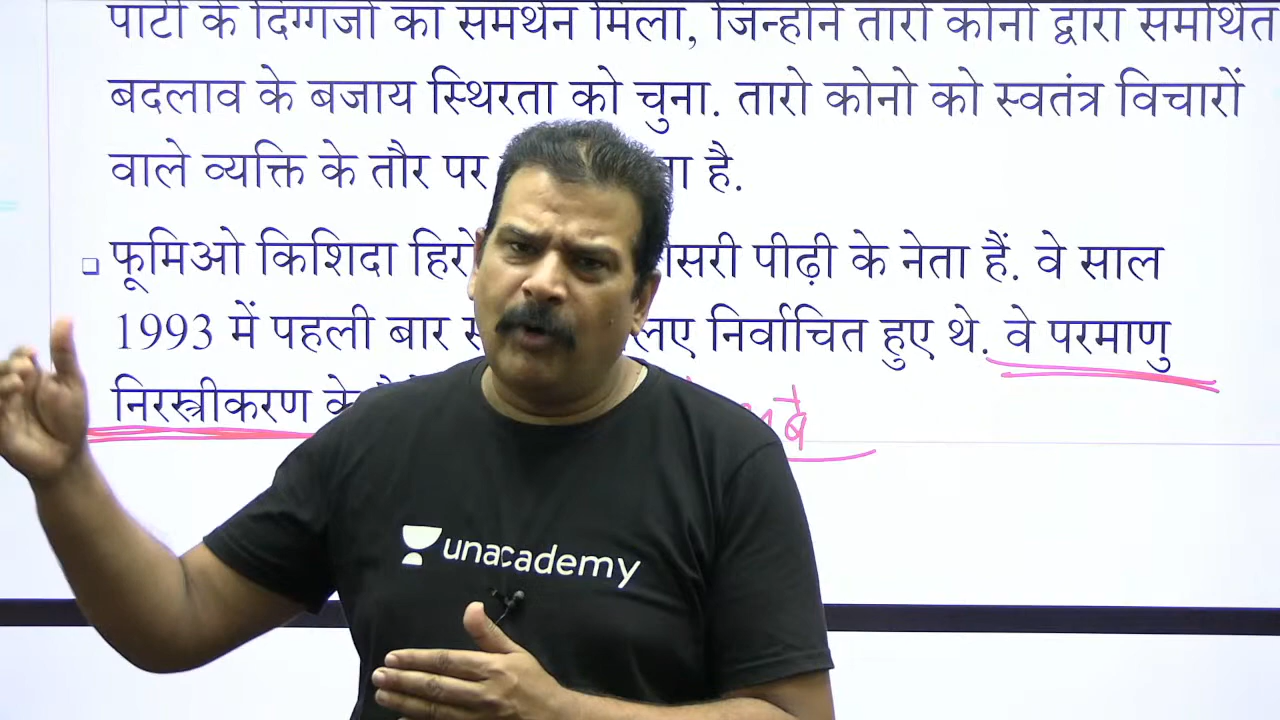 पार्टी के दिग्गजों का समर्थन मिला, जिन्होंने तारो कोनो द्वारा समर्थित
बदलाव के बजाय स्थिरता को चुना. तारो कोनो को स्वतंत्र विचारों
वाले व्यक्ति के तौर पर है.
फूमिओ किशिदा पीढ़ी के नेता हैं. वे साल
1993 में पहली बार निर्वाचित हुए थे. वे परमाणु
निरस्त्रीकरण के
unacademy